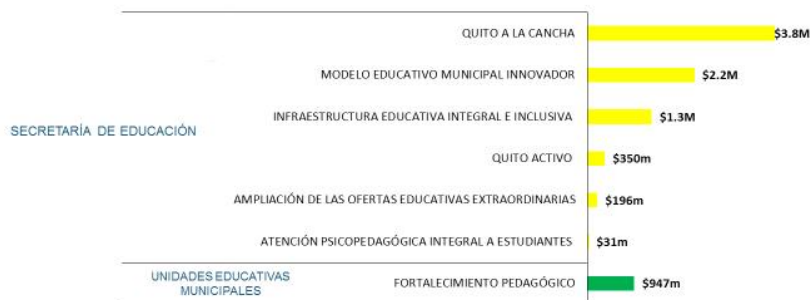 QUITO A LA CANCHA $3.8M
MODELO EDUCATIVO MUNICIPAL INNOVADOR $2.2M
INFRAESTRUCTURA EDUCATIVA INTEGRAL E INCLUSIVA $1.3M
SECRETARÍA DE EDUCACIÓN
QUITO ACTIVO $350m
AMPLIACIÓN DE LAS OFERTAS EDUCATIVAS EXTRAORDINARIAS $196m
ATENCIÓN PSICOPEDAGÓGICA INTEGRAL A ESTUDIANTES $31m
UNIDADES EDUCATIVAS
MUNICIPALES
FORTALECIMIENTO PEDAGÓGICO $947m